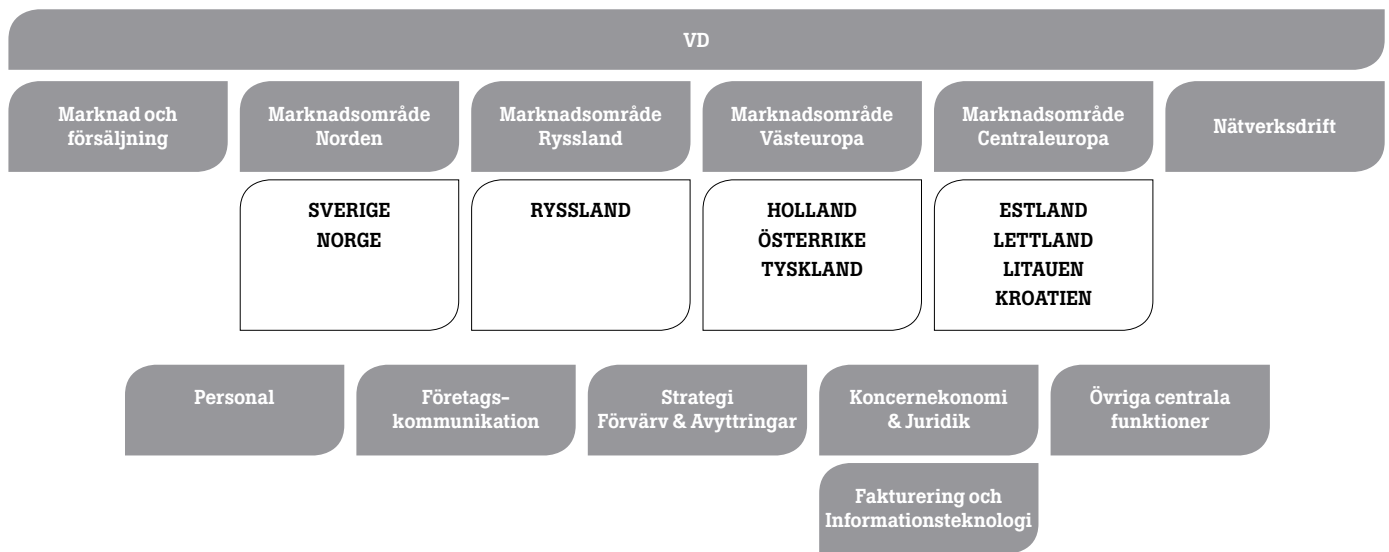 VD
Marknad och
försäljning
Marknadsområde
Norden
Marknadsområde
Ryssland
Marknadsområde
Västeuropa
Marknadsområde
Centraleuropa
Nätverksdrift
SVERIGE
NORGE
RYSSLAND
HOLLAND
ÖSTERRIKE
TYSKLAND
ESTLAND
LETTLAND
LITAUEN
KROATIEN
Personal
Företags-
kommunikation
Strategi
Förvärv & Avyttringar
Koncernekonomi
& Juridik
Övriga centrala
funktioner
Fakturering och
Informationsteknologi